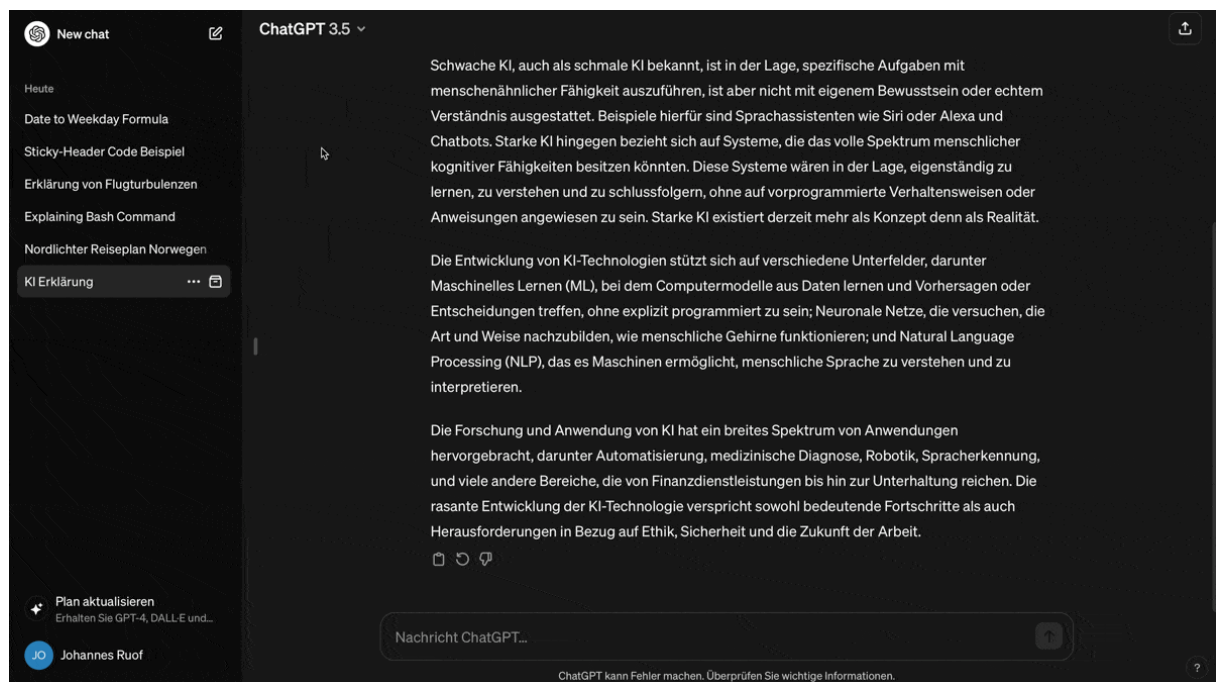 New chat
Heute
Date to Weekday Formula
Sticky-Header Code Beispiel
Erklärung von Flugturbulenzen
Explaining Bash Command
Nordlichter Reiseplan Norwegen
KI Erklärung
Plan aktualisieren
Erhalten Sie GPT-4, DALL·E und…
JO
Johannes Ruof
ChatGPT 3.5
Schwache KI, auch als schmale KI bekannt, ist in der Lage, spezifische Aufgaben mit
menschenähnlicher Fähigkeit auszuführen, ist aber nicht mit eigenem Bewusstsein oder echtem
Verständnis ausgestattet. Beispiele hierfür sind Sprachassistenten wie Siri oder Alexa und
Chatbots. Starke KI hingegen bezieht sich auf Systeme, die das volle Spektrum menschlicher
kognitiver Fähigkeiten besitzen könnten. Diese Systeme wären in der Lage, eigenständig zu
lernen, zu verstehen und zu schlussfolgern, ohne auf vorprogrammierte Verhaltensweisen oder
Anweisungen angewiesen zu sein. Starke KI existiert derzeit mehr als Konzept denn als Realität.
Die Entwicklung von KI-Technologien stützt sich auf verschiedene Unterfelder, darunter
Maschinelles Lernen (ML), bei dem Computermodelle aus Daten lernen und Vorhersagen oder
Entscheidungen treffen, ohne explizit programmiert zu sein; Neuronale Netze, die versuchen, die
Art und Weise nachzubilden, wie menschliche Gehirne funktionieren; und Natural Language
Processing (NLP), das es Maschinen ermöglicht, menschliche Sprache zu verstehen und zu
interpretieren.
Die Forschung und Anwendung von KI hat ein breites Spektrum von Anwendungen
hervorgebracht, darunter Automatisierung, medizinische Diagnose, Robotik, Spracherkennung,
und viele andere Bereiche, die von Finanzdienstleistungen bis hin zur Unterhaltung reichen. Die
rasante Entwicklung der KI-Technologie verspricht sowohl bedeutende Fortschritte als auch
Herausforderungen in Bezug auf Ethik, Sicherheit und die Zukunft der Arbeit.
Nachricht ChatGPT…
ChatGPT kann Fehler machen. Überprüfen Sie wichtige Informationen.
?